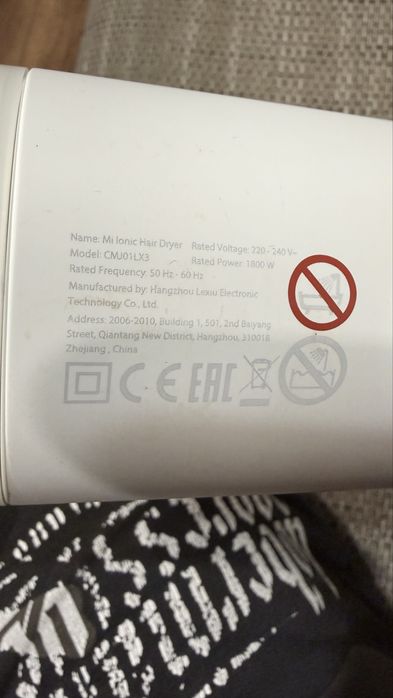 Name: Mi Ionic Hair Dryer Rated Voltage: 220 - 240 V~
Model: CMJ01LX3 Rated Power: 1800 W
Rated Frequency: 50 Hz - 60 Hz
Manufactured by: Hangzhou Lexiu Electronic
Technology Co., Ltd.
Address: 2006-2010, Building 1, 501, 2nd Baiyang
Street, Qiantang New District, Hangzhou, 310018
Zhejiang , China
CE EAC